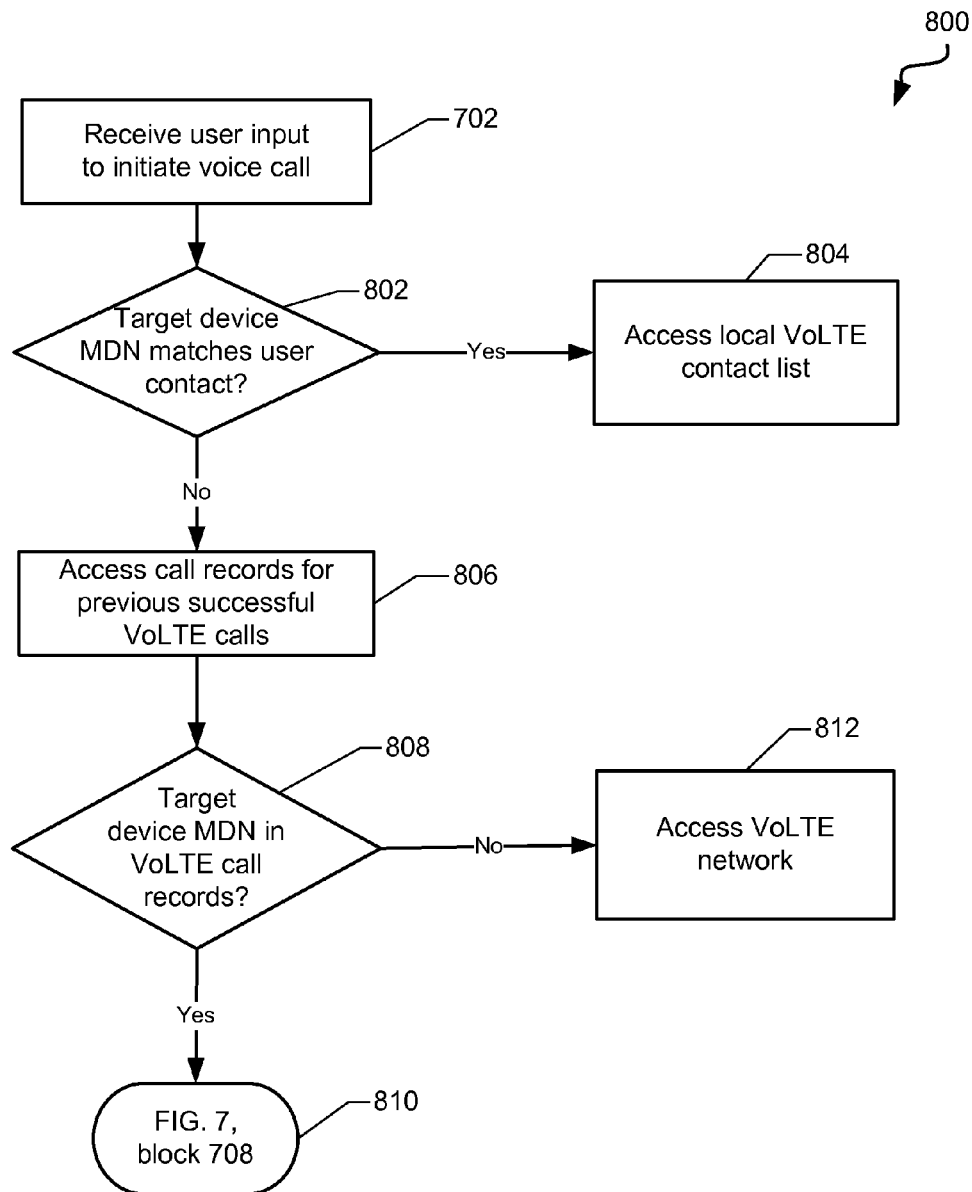 800
Receive user input
to initiate voice call
702
Target device
MDN matches user
contact?
802
Yes
804
Access local VoLTE
contact list
No
Access call records for
previous successful
VoLTE calls
806
Target
device MDN in
VoLTE call
records?
808
No
812
Access VoLTE
network
Yes
FIG. 7,
block 708
810